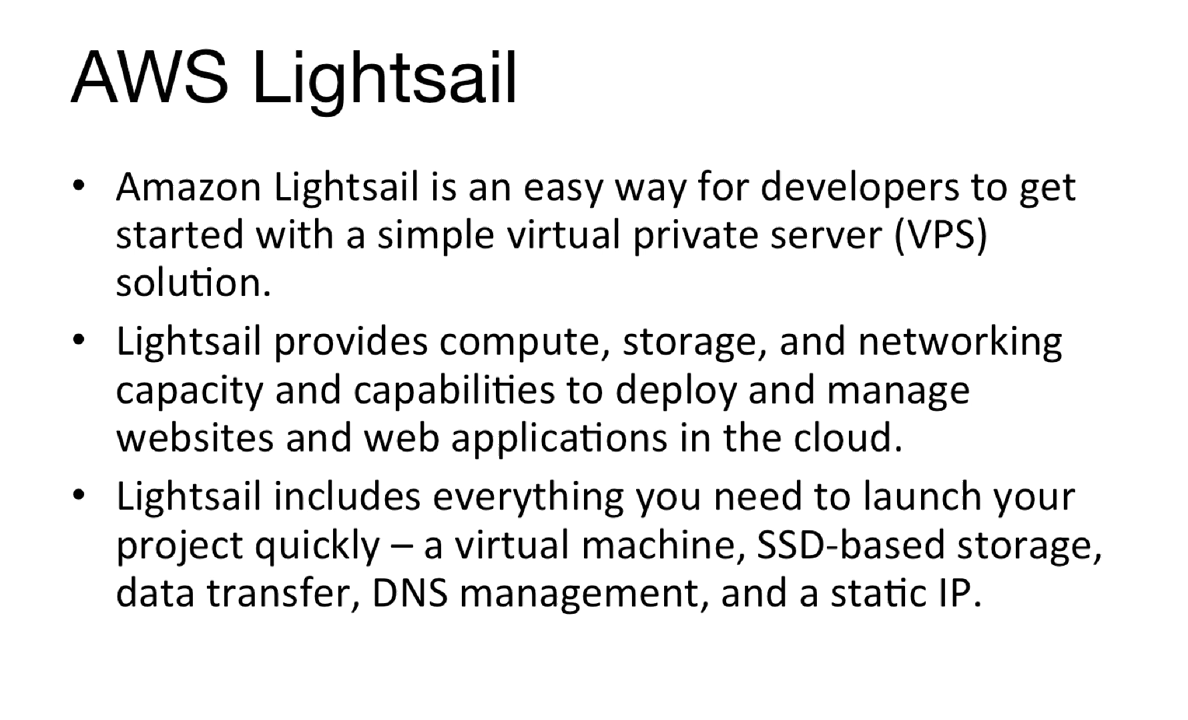 AWS Lightsail
• Amazon Lightsail is an easy way for developers to get
started with a simple virtual private server (VPS)
solution.
• Lightsail provides compute, storage, and networking
capacity and capabilities to deploy and manage
websites and web applications in the cloud.
• Lightsail includes everything you need to launch your
project quickly – a virtual machine, SSD-based storage,
data transfer, DNS management, and a static IP.